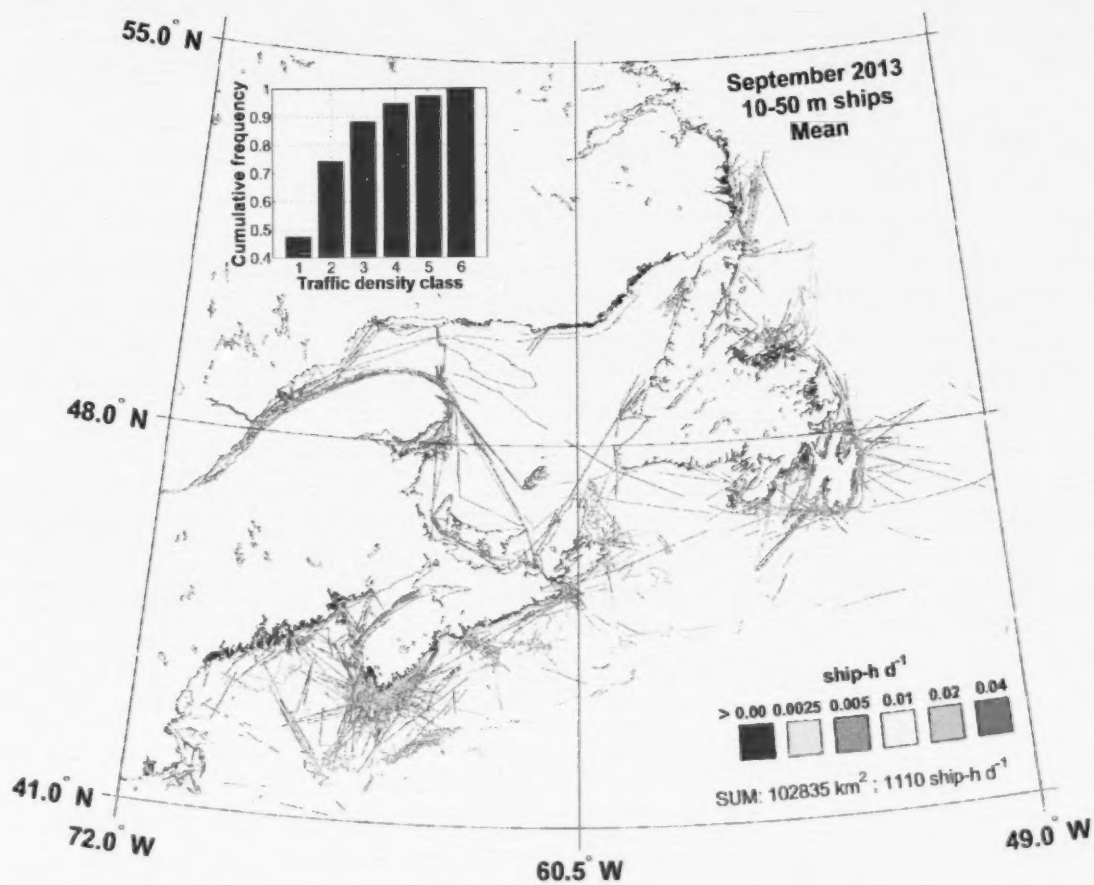 55.0° N
September 2013
10-50 m ships
Mean
Cumulative frequency
1
0.9
0.8
0.7
0.6
0.5
0.4
1 2 3 4 5 6
Traffic density class
48.0° N
ship-h d⁻¹
> 0.00 0.0025 0.005 0.01 0.02 0.04
SUM: 102835 km² ; 1110 ship-h d⁻¹
41.0° N
72.0° W
60.5° W
49.0° W